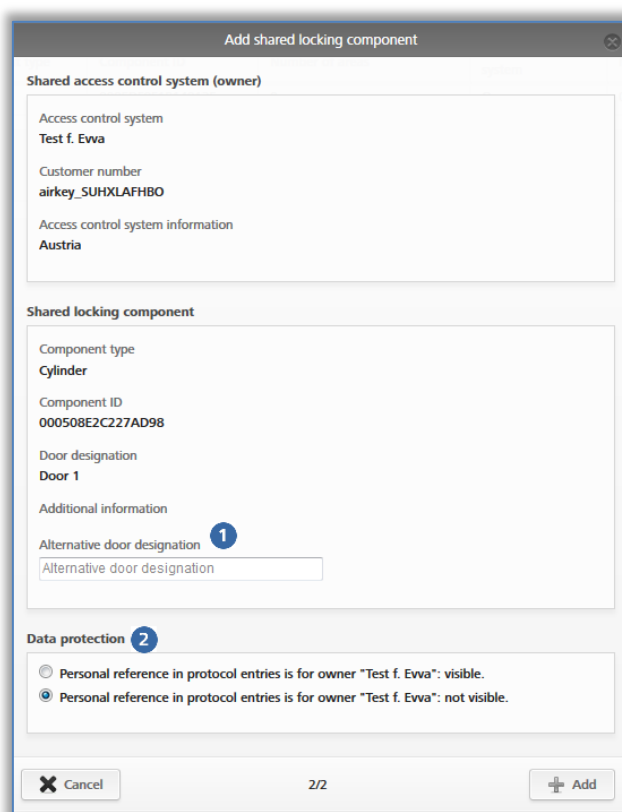 Add shared locking component
Shared access control system (owner)
Access control system
Test f. Evva
Customer number
airkey_SUHXLAFHBO
Access control system information
Austria
Shared locking component
Component type
Cylinder
Component ID
000508E2C227AD98
Door designation
Door 1
Additional information
Alternative door designation 1
Alternative door designation
Data protection 2
Personal reference in protocol entries is for owner "Test f. Evva": visible.
Personal reference in protocol entries is for owner "Test f. Evva": not visible.
Cancel 2/2 Add